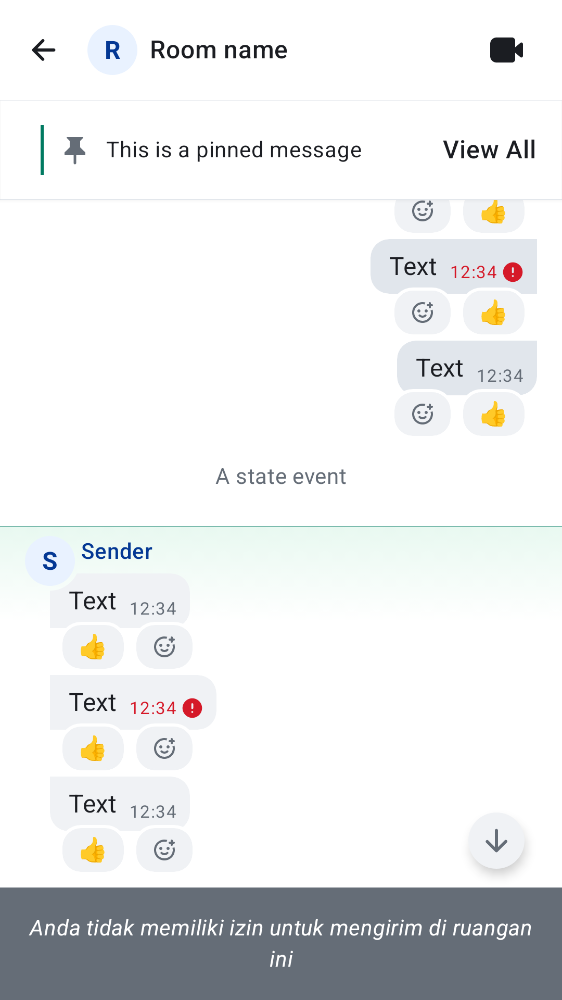 R
Room name
This is a pinned message
View All
Text 12:34
Text 12:34
A state event
S
Sender
Text 12:34
Text 12:34
Text 12:34
Anda tidak memiliki izin untuk mengirim di ruangan
ini